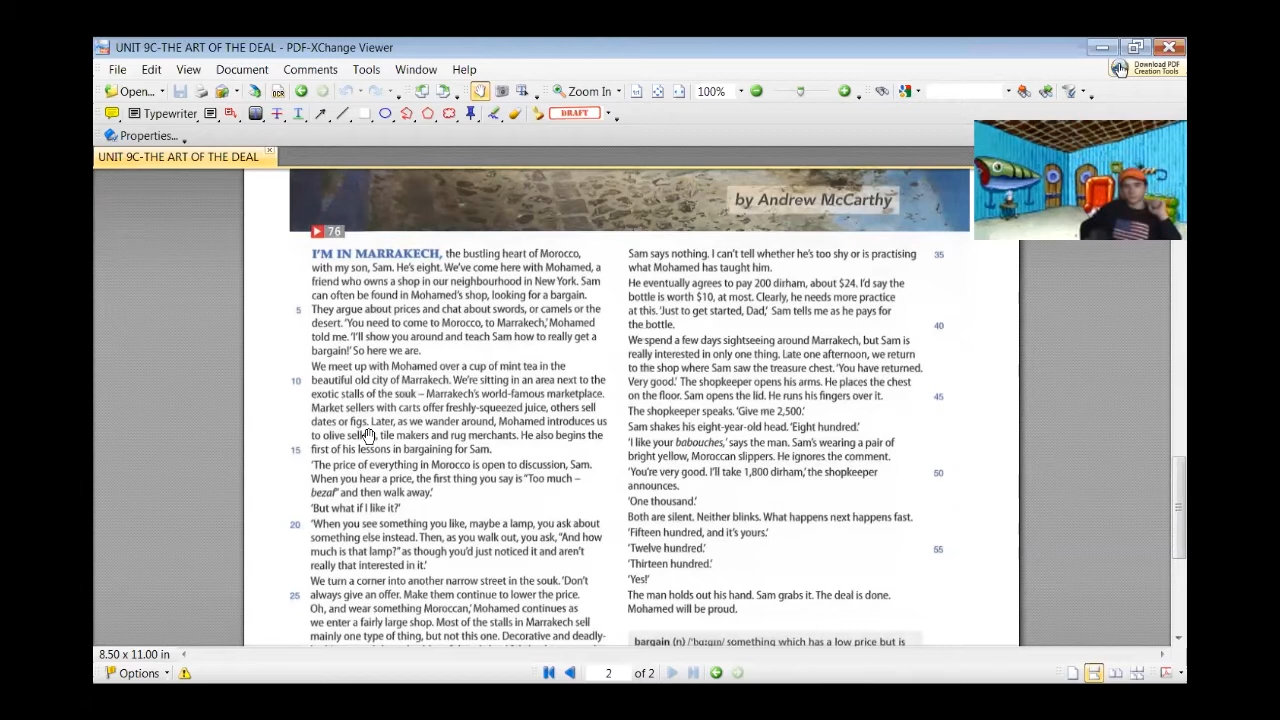 UNIT 9C-THE ART OF THE DEAL - PDF-XChange Viewer
File Edit View Document Comments Tools Window Help
Download PDF
Creation Tools
Open... OCR Zoom In 100%
Typewriter DRAFT
Properties...
UNIT 9C-THE ART OF THE DEAL
by Andrew McCarthy
76
I'M IN MARRAKECH, the bustling heart of Morocco,
with my son, Sam. He's eight. We've come here with Mohamed, a
friend who owns a shop in our neighbourhood in New York. Sam
can often be found in Mohamed's shop, looking for a bargain.
5 They argue about prices and chat about swords, or camels or the
desert. 'You need to come to Morocco, to Marrakech,' Mohamed
told me. 'I'll show you around and teach Sam how to really get a
bargain!' So here we are.
We meet up with Mohamed over a cup of mint tea in the
10 beautiful old city of Marrakech. We're sitting in an area next to the
exotic stalls of the souk – Marrakech's world-famous marketplace.
Market sellers with carts offer freshly-squeezed juice, others sell
dates or figs. Later, as we wander around, Mohamed introduces us
to olive sellers, tile makers and rug merchants. He also begins the
15 first of his lessons in bargaining for Sam.
'The price of everything in Morocco is open to discussion, Sam.
When you hear a price, the first thing you say is "Too much –
bezaf" and then walk away.'
'But what if I like it?'
20 'When you see something you like, maybe a lamp, you ask about
something else instead. Then, as you walk out, you ask, "And how
much is that lamp?" as though you'd just noticed it and aren't
really that interested in it.'
We turn a corner into another narrow street in the souk. 'Don't
25 always give an offer. Make them continue to lower the price.
Oh, and wear something Moroccan,' Mohamed continues as
we enter a fairly large shop. Most of the stalls in Marrakech sell
mainly one type of thing, but not this one. Decorative and deadly-
Sam says nothing. I can't tell whether he's too shy or is practising 35
what Mohamed has taught him.
He eventually agrees to pay 200 dirham, about $24. I'd say the
bottle is worth $10, at most. Clearly, he needs more practice
at this. 'Just to get started, Dad,' Sam tells me as he pays for
the bottle. 40
We spend a few days sightseeing around Marrakech, but Sam is
really interested in only one thing. Late one afternoon, we return
to the shop where Sam saw the treasure chest. 'You have returned.
Very good.' The shopkeeper opens his arms. He places the chest
on the floor. Sam opens the lid. He runs his fingers over it. 45
The shopkeeper speaks. 'Give me 2,500.'
Sam shakes his eight-year-old head. 'Eight hundred.'
'I like your babouches,' says the man. Sam's wearing a pair of
bright yellow, Moroccan slippers. He ignores the comment.
'You're very good. I'll take 1,800 dirham,' the shopkeeper 50
announces.
'One thousand.'
Both are silent. Neither blinks. What happens next happens fast.
'Fifteen hundred, and it's yours.'
'Twelve hundred.' 55
'Thirteen hundred.'
'Yes!'
The man holds out his hand. Sam grabs it. The deal is done.
Mohamed will be proud.
bargain (n) /ˈbɑːɡɪn/ something which has a low price but is
8.50 x 11.00 in
Options 2 of 2